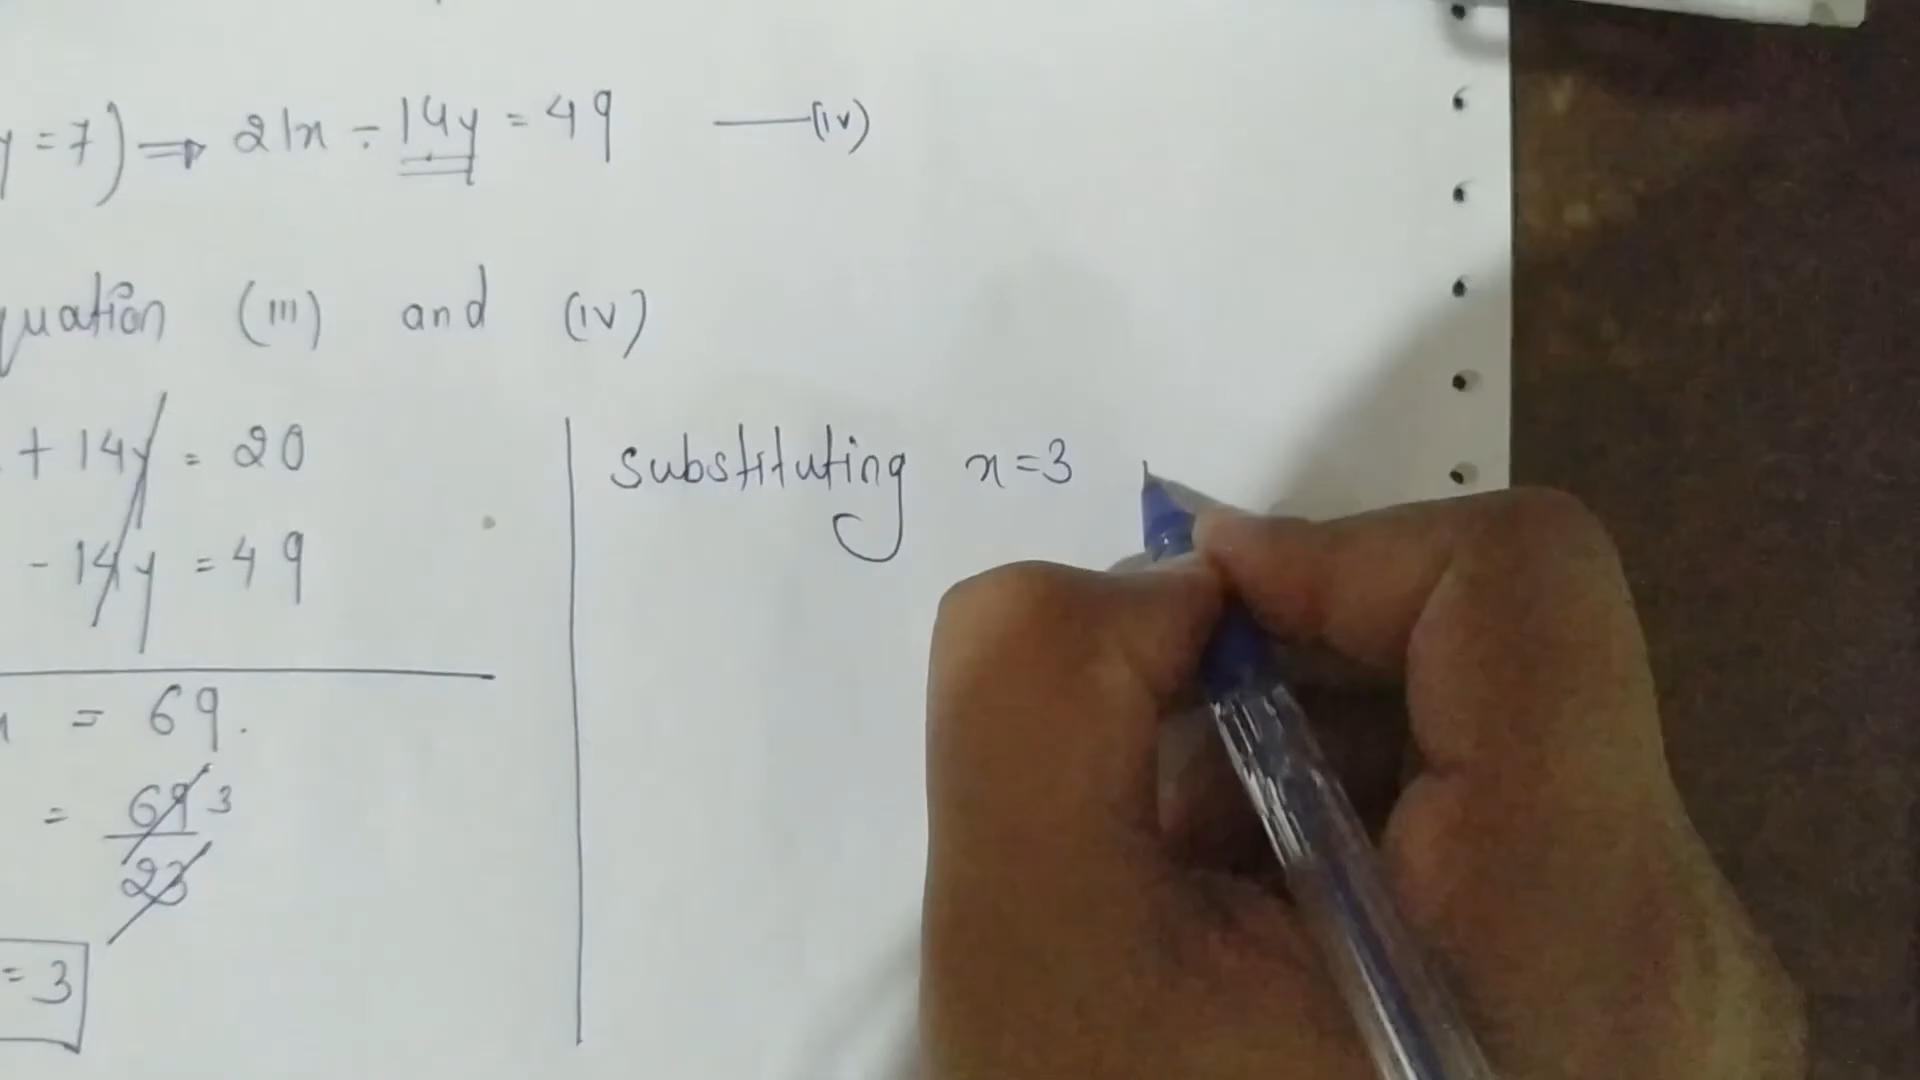 y = 7) ⇒ 21x - 14y = 49 —(iv)
quation (III) and (IV)
+ 14y = 20
- 14y = 49
= 69.
= 69 3
23
= 3
substituting x=3